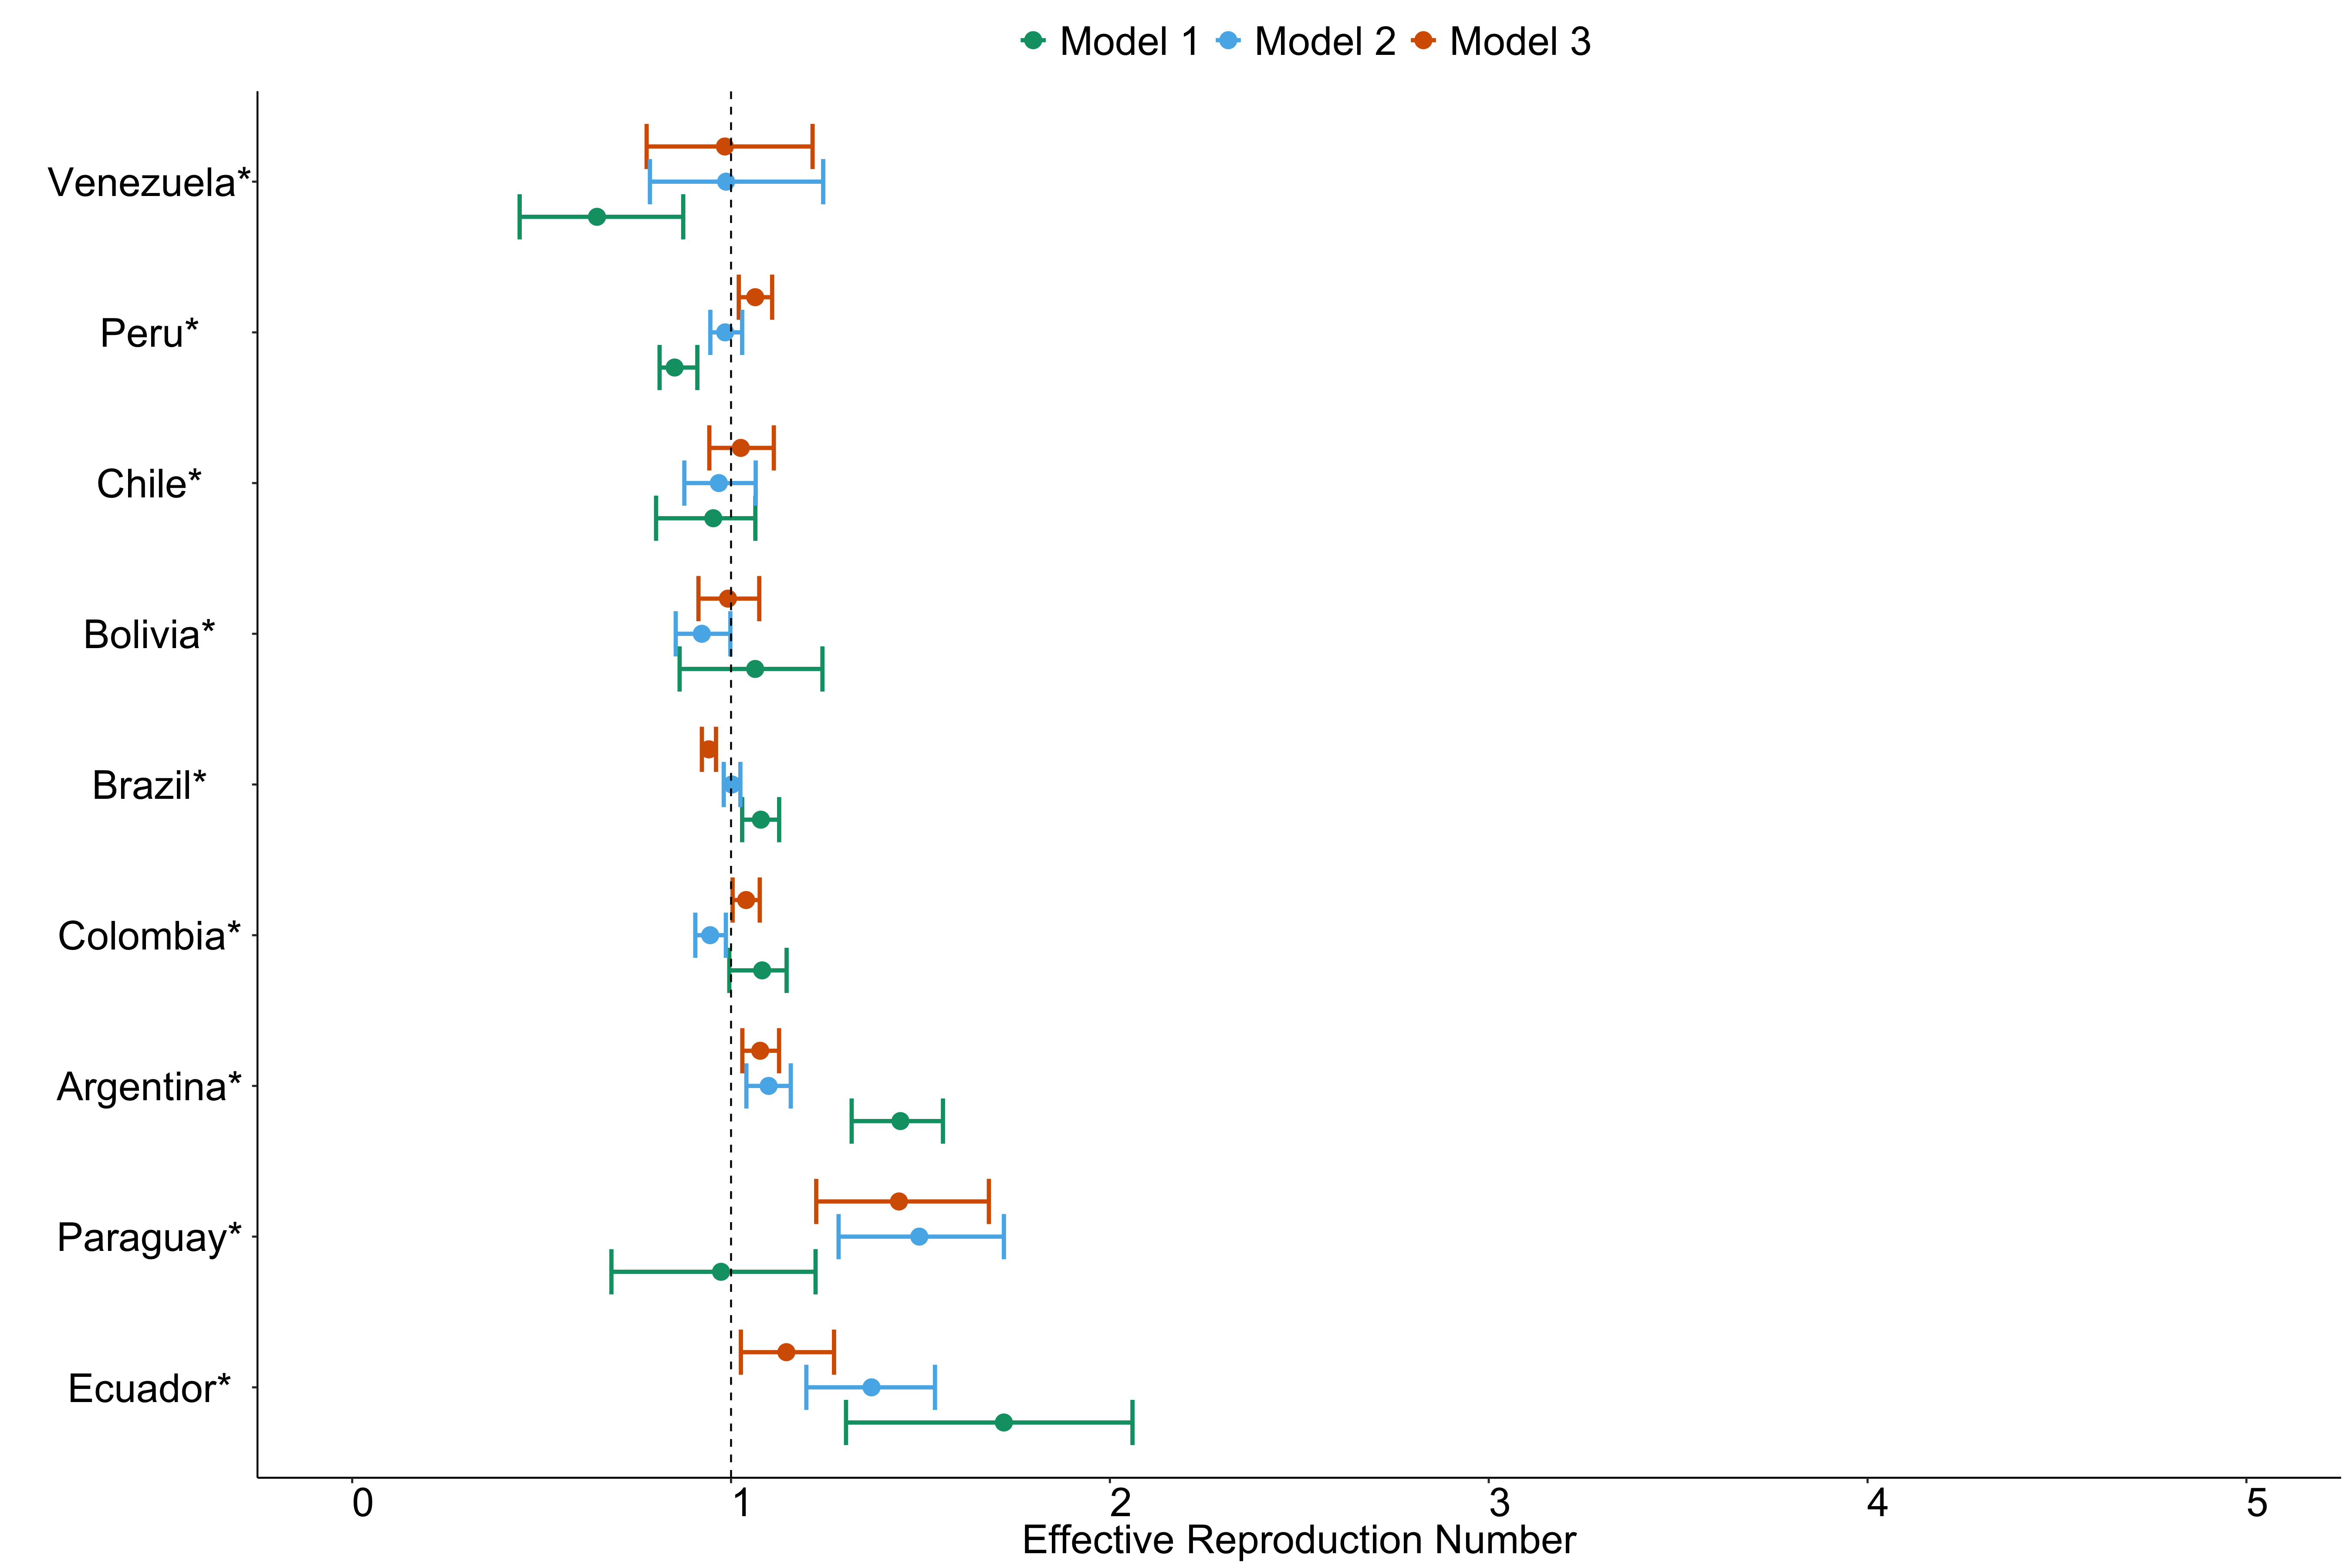 Model 1 Model 2 Model 3
Venezuela*
Peru*
Chile*
Bolivia*
Brazil*
Colombia*
Argentina*
Paraguay*
Ecuador*
0 1 2 3 4 5
Effective Reproduction Number